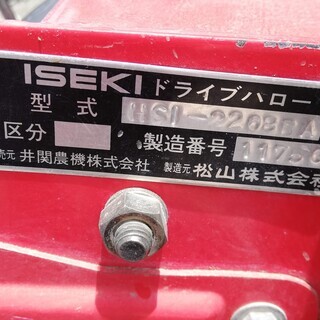 ISEKI ドライブハロー
型式
区分 製造番号
売元 井関農機株式会社 製造元 松山株式会